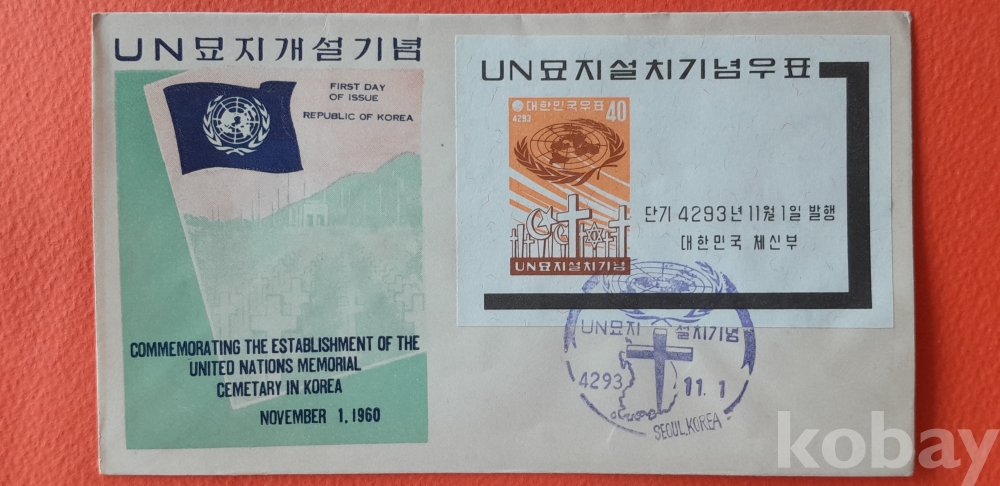 UN묘지개설기념
FIRST DAY
OF ISSUE
REPUBLIC OF KOREA
COMMEMORATING THE ESTABLISHMENT OF THE
UNITED NATIONS MEMORIAL
CEMETARY IN KOREA
NOVEMBER 1, 1960
UN묘지설치기념우표
대한민국우표 40
4293
UN묘지설치기념
단기 4293년 11월 1일 발행
대한민국 체신부
UN묘지 설치기념
4293 11. 1
SEOUL, KOREA
kobay